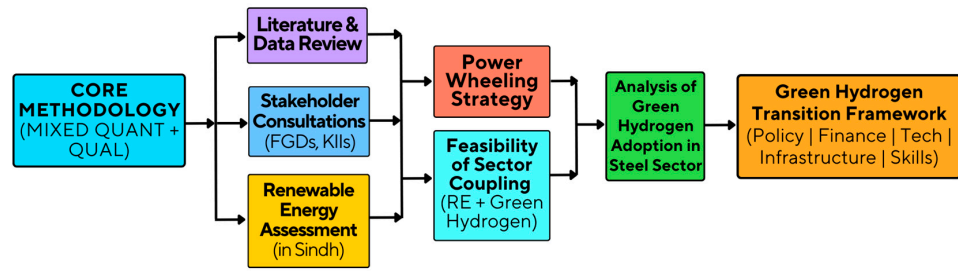 CORE
METHODOLOGY
(MIXED QUANT +
QUAL)
Literature &
Data Review
Stakeholder
Consultations
(FGDs, KIIs)
Renewable
Energy
Assessment
(in Sindh)
Power
Wheeling
Strategy
Feasibility
of Sector
Coupling
(RE + Green
Hydrogen)
Analysis of
Green
Hydrogen
Adoption in
Steel Sector
Green Hydrogen
Transition Framework
(Policy | Finance | Tech |
Infrastructure | Skills)